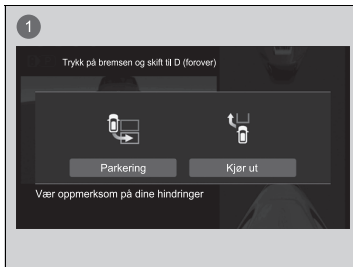 1
Trykk på bremsen og skift til D (forover)
Parkering
Kjør ut
Vær oppmerksom på dine hindringer